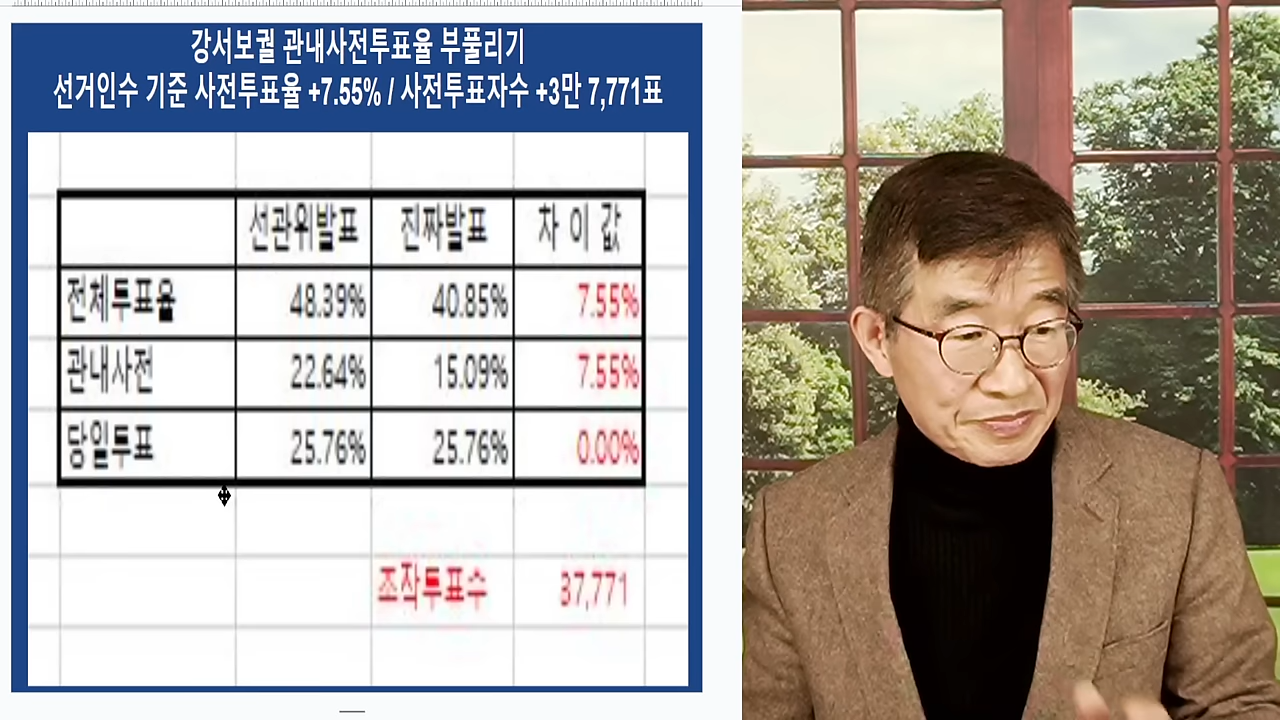 강서보궐 관내사전투표율 부풀리기
선거인수 기준 사전투표율 +7.55% / 사전투표자수 +3만 7,771표
선관위발표 진짜발표 차 이 값
전체투표율 48.39% 40.85% 7.55%
관내사전 22.64% 15.09% 7.55%
당일투표 25.76% 25.76% 0.00%
조작투표수 37,771